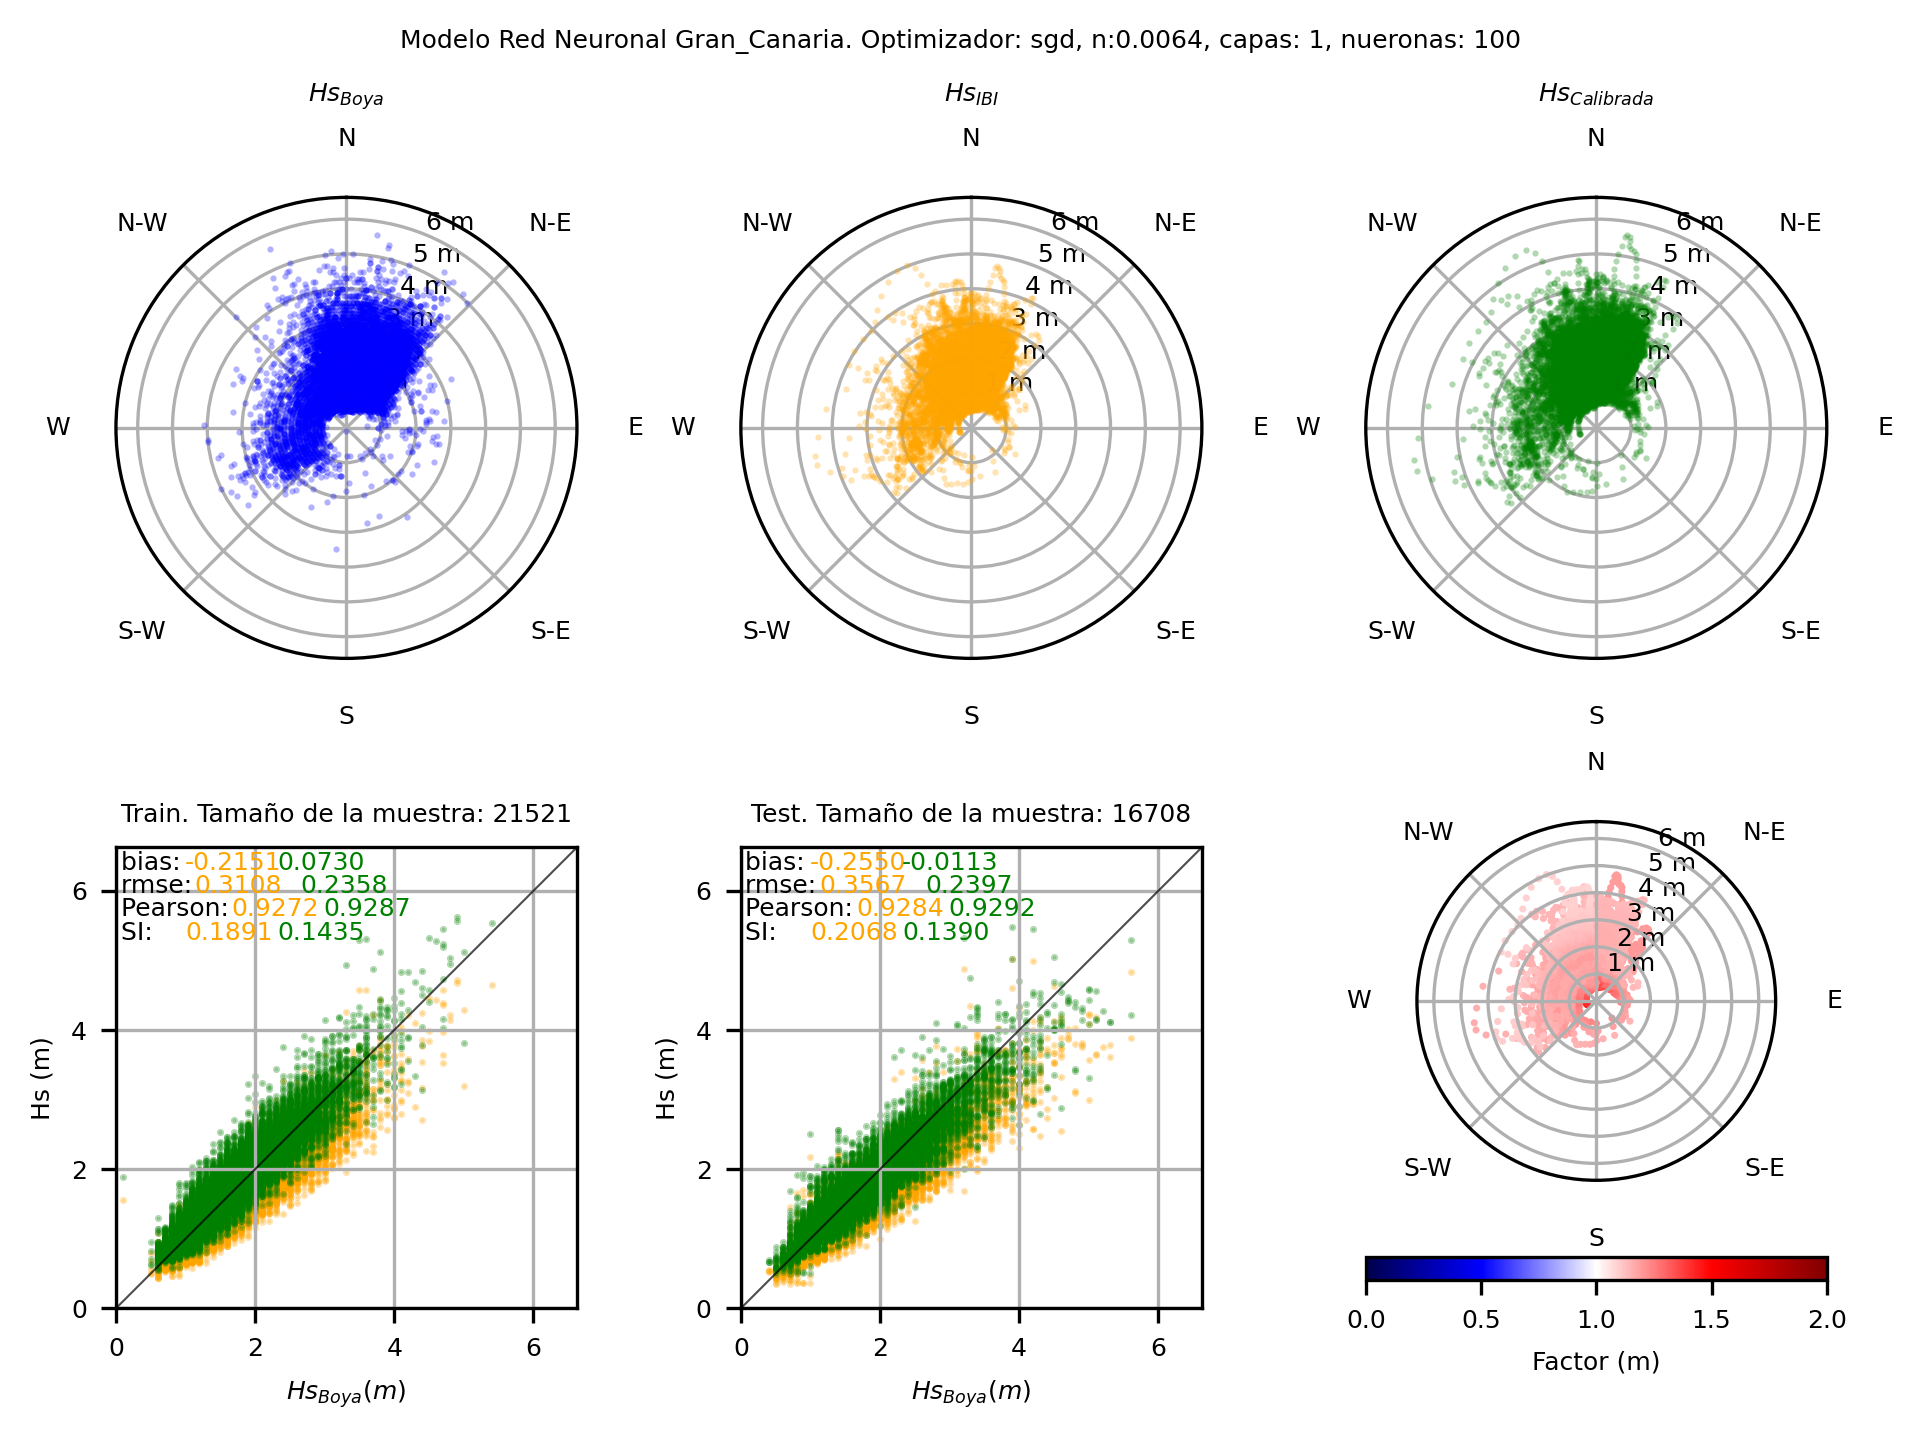 Modelo Red Neuronal Gran_Canaria. Optimizador: sgd, n:0.0064, capas: 1, nueronas: 100
Hs_Boya
N
N-W
N-E
6 m
5 m
4 m
3 m
W
E
S-W
S-E
S
Hs_IBI
N
N-W
N-E
6 m
5 m
4 m
3 m
m
m
W
E
S-W
S-E
S
Hs_Calibrada
N
N-W
N-E
6 m
5 m
4 m
3 m
m
m
W
E
S-W
S-E
S
Train. Tamaño de la muestra: 21521
bias: -0.2151 0.0730
rmse: 0.3108 0.2358
Pearson: 0.9272 0.9287
SI: 0.1891 0.1435
6
4
2
0
Hs (m)
0 2 4 6
Hs_Boya(m)
Test. Tamaño de la muestra: 16708
bias: -0.2550 -0.0113
rmse: 0.3567 0.2397
Pearson: 0.9284 0.9292
SI: 0.2068 0.1390
6
4
2
0
Hs (m)
0 2 4 6
Hs_Boya(m)
N
N-W
N-E
6 m
5 m
4 m
3 m
2 m
1 m
W
E
S-W
S-E
S
0.0 0.5 1.0 1.5 2.0
Factor (m)